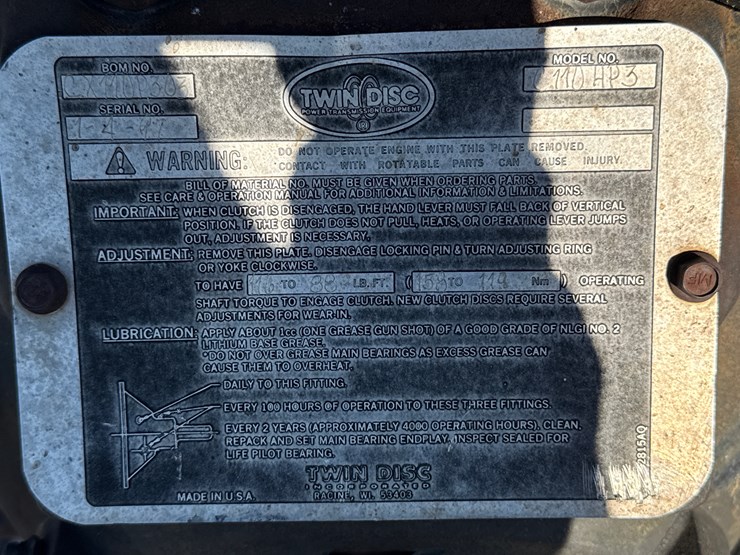 BOM NO.
MODEL NO.
TWIN DISC
POWER TRANSMISSION EQUIPMENT
110 HP3
SERIAL NO.
WARNING: DO NOT OPERATE ENGINE WITH THIS PLATE REMOVED.
CONTACT WITH ROTATABLE PARTS CAN CAUSE INJURY.
BILL OF MATERIAL NO. MUST BE GIVEN WHEN ORDERING PARTS.
SEE CARE & OPERATION MANUAL FOR ADDITIONAL INFORMATION & LIMITATIONS.
IMPORTANT: WHEN CLUTCH IS DISENGAGED, THE HAND LEVER MUST FALL BACK OF VERTICAL
POSITION. IF THE CLUTCH DOES NOT PULL, HEATS, OR OPERATING LEVER JUMPS
OUT, ADJUSTMENT IS NECESSARY.
ADJUSTMENT: REMOVE THIS PLATE. DISENGAGE LOCKING PIN & TURN ADJUSTING RING
OR YOKE CLOCKWISE.
TO HAVE TO LB. FT. ( TO Nm ) OPERATING
SHAFT TORQUE TO ENGAGE CLUTCH. NEW CLUTCH DISCS REQUIRE SEVERAL
ADJUSTMENTS FOR WEAR-IN.
LUBRICATION: APPLY ABOUT 1cc (ONE GREASE GUN SHOT) OF A GOOD GRADE OF NLGI NO. 2
LITHIUM BASE GREASE.
*DO NOT OVER GREASE MAIN BEARINGS AS EXCESS GREASE CAN
CAUSE THEM TO OVERHEAT.
DAILY TO THIS FITTING.
EVERY 100 HOURS OF OPERATION TO THESE THREE FITTINGS.
EVERY 2 YEARS (APPROXIMATELY 4000 OPERATING HOURS), CLEAN,
REPACK AND SET MAIN BEARING ENDPLAY. INSPECT SEALED FOR
LIFE PILOT BEARING.
TWIN DISC
INCORPORATED
RACINE, WI. 53403
MADE IN U.S.A.
2815AQ
MF